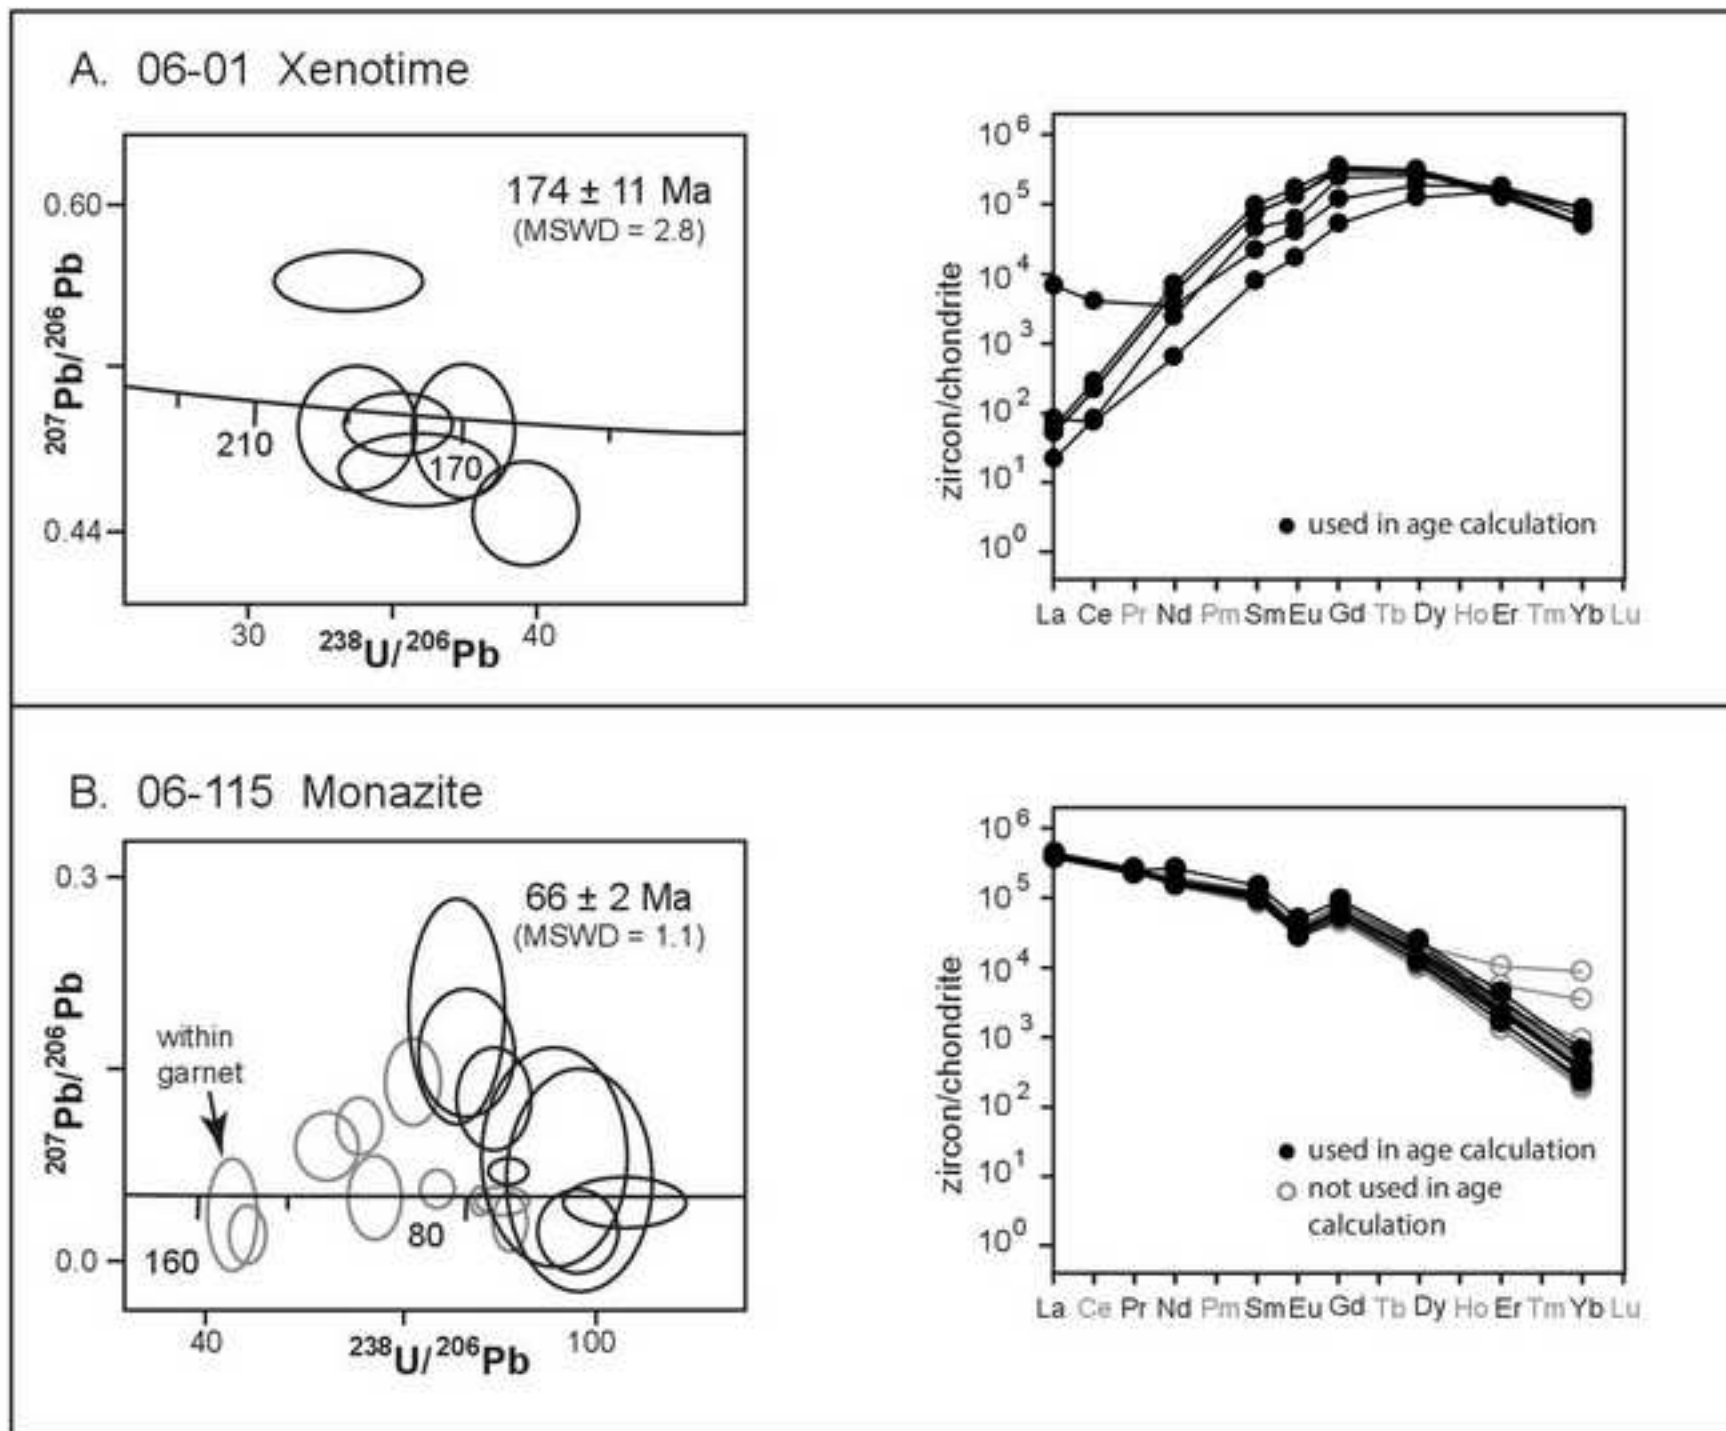 A. 06-01 Xenotime
174 ± 11 Ma
(MSWD = 2.8)
0.60
0.44
207Pb/206Pb
210
170
30
40
238U/206Pb
zircon/chondrite
10^6
10^5
10^4
10^3
10^2
10^1
10^0
used in age calculation
La Ce Pr Nd Pm Sm Eu Gd Tb Dy Ho Er Tm Yb Lu
B. 06-115 Monazite
66 ± 2 Ma
(MSWD = 1.1)
0.3
0.0
207Pb/206Pb
within
garnet
160
80
40
100
238U/206Pb
zircon/chondrite
10^6
10^5
10^4
10^3
10^2
10^1
10^0
used in age calculation
not used in age
calculation
La Ce Pr Nd Pm Sm Eu Gd Tb Dy Ho Er Tm Yb Lu